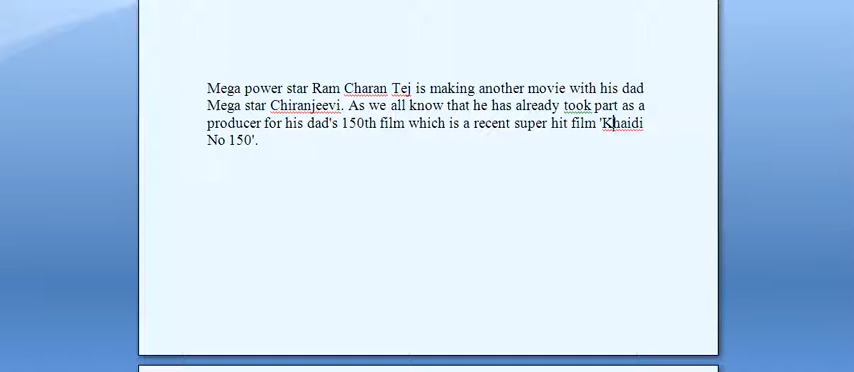 Mega power star Ram Charan Tej is making another movie with his dad
Mega star Chiranjeevi. As we all know that he has already took part as a
producer for his dad's 150th film which is a recent super hit film 'Khaidi
No 150'.